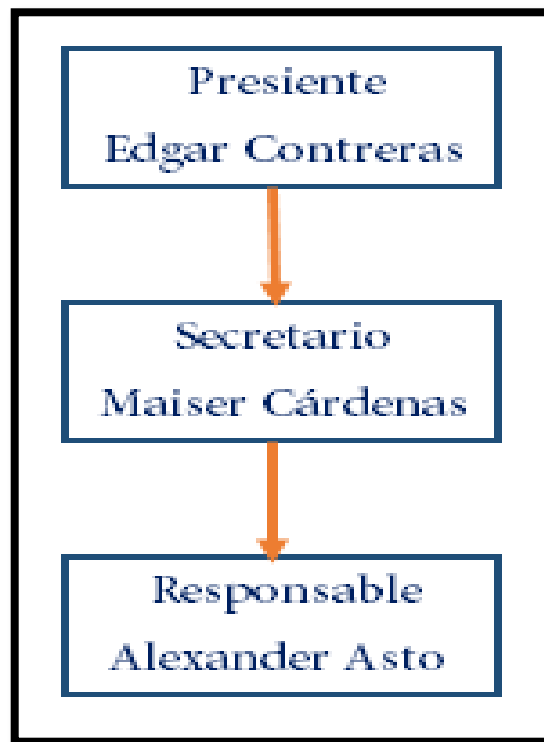 Presiente
Edgar Contreras
Secretario
Maiser Cárdenas
Responsable
Alexander Asto